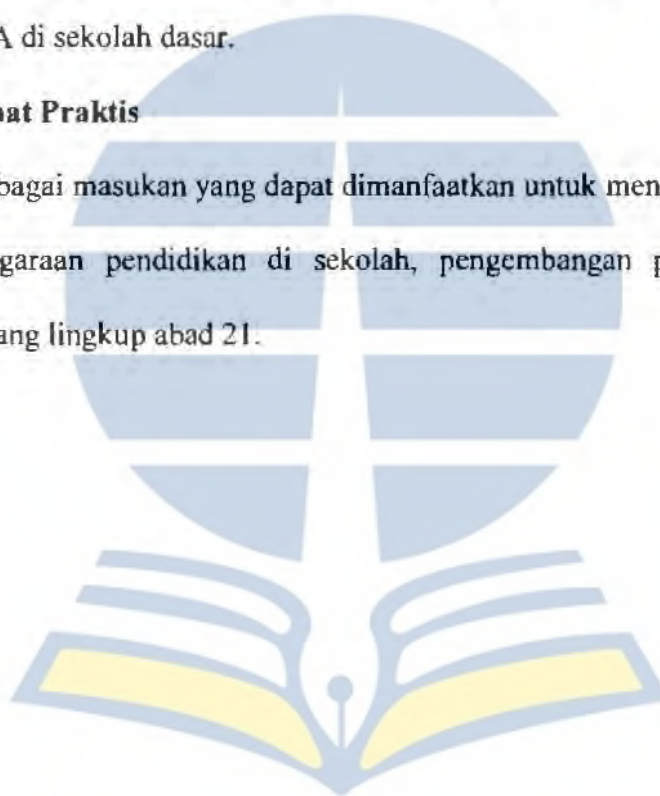 A di sekolah dasar.
at Praktis
bagai masukan yang dapat dimanfaatkan untuk men
garaan pendidikan di sekolah, pengembangan p
ang lingkup abad 21.